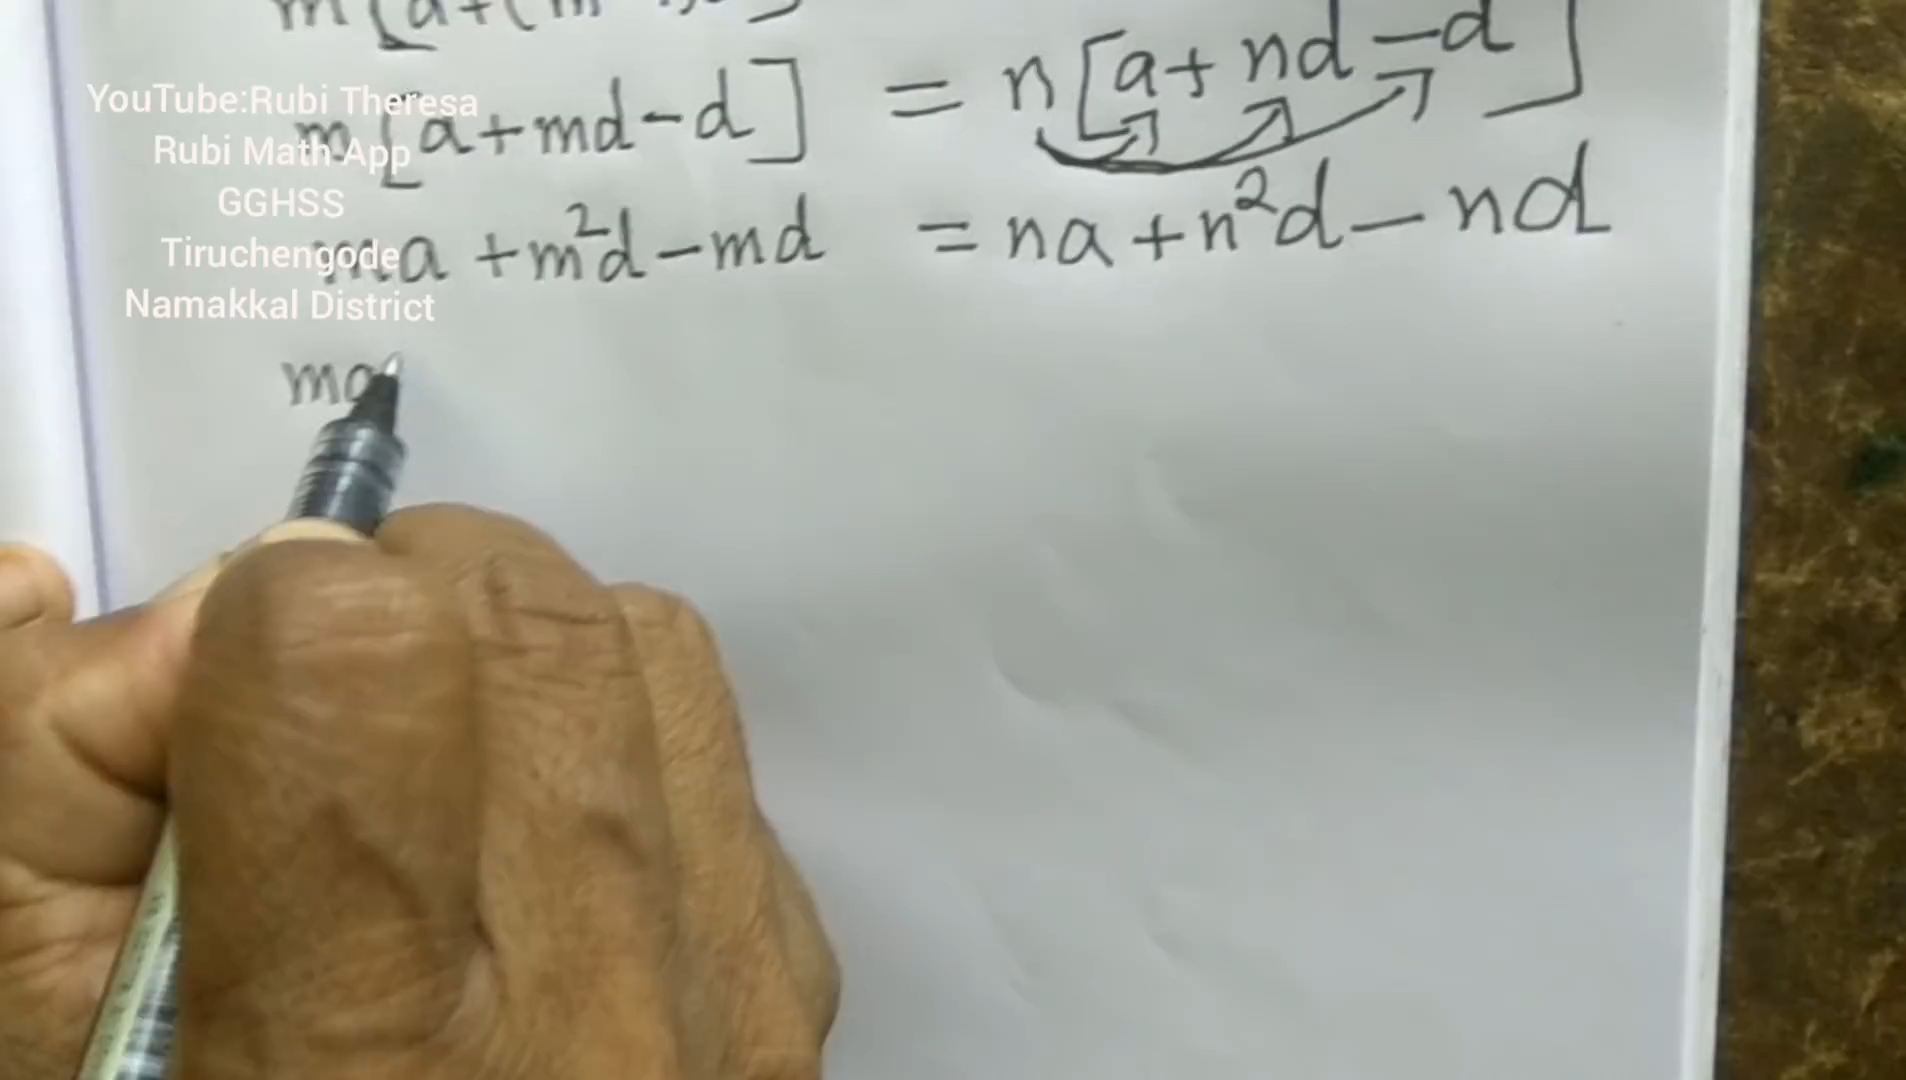 m[a+(m
m[a+md-d] = n[a+nd-d]
ma+m²d-md = na+n²d-nd
ma
YouTube:Rubi Theresa
Rubi Math App
GGHSS
Tiruchengode
Namakkal District